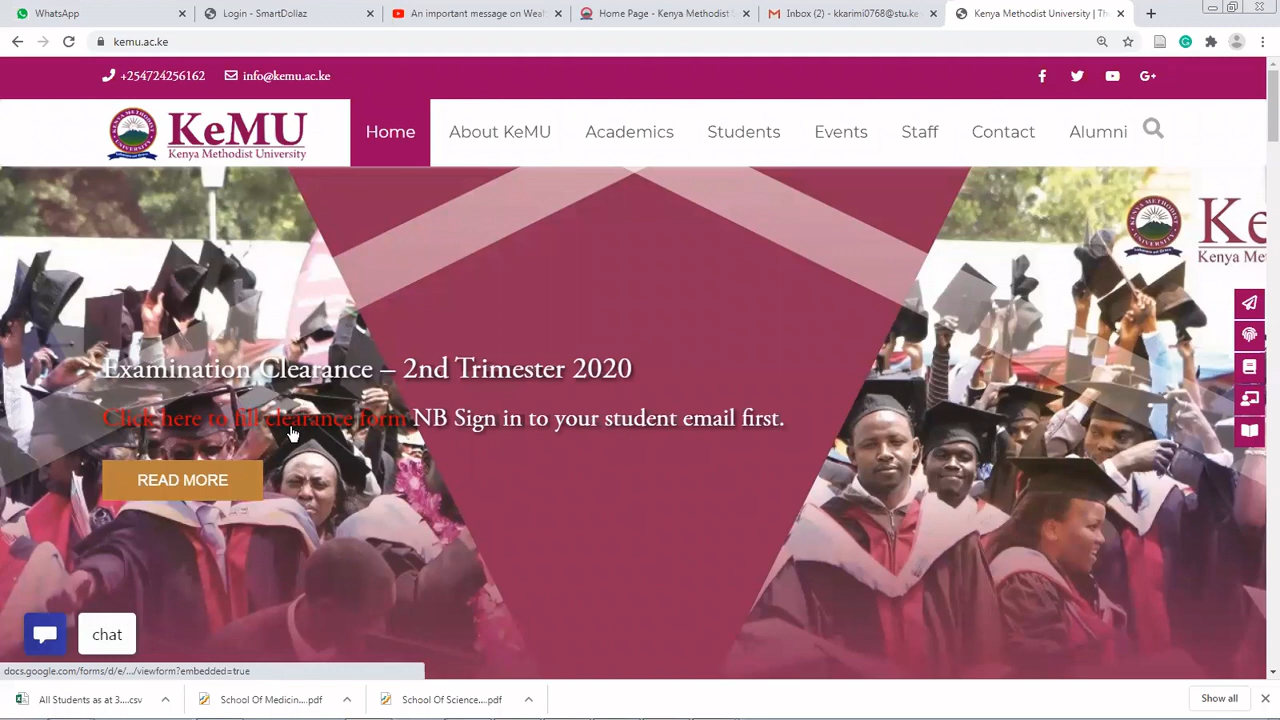 WhatsApp
Login - SmartDollaz
An important message on Weal
Home Page - Kenya Methodist
Inbox (2) - kkarimi0768@stu.ke
Kenya Methodist University | Th
kemu.ac.ke
+254724256162 info@kemu.ac.ke
KeMU
Kenya Methodist University
Home About KeMU Academics Students Events Staff Contact Alumni
Ke
Kenya Me
Examination Clearance – 2nd Trimester 2020
Click here to fill clearance form NB Sign in to your student email first.
READ MORE
chat
docs.google.com/forms/d/e/.../viewform?embedded=true
All Students as at 3....csv
School Of Medicin....pdf
School Of Science....pdf
Show all